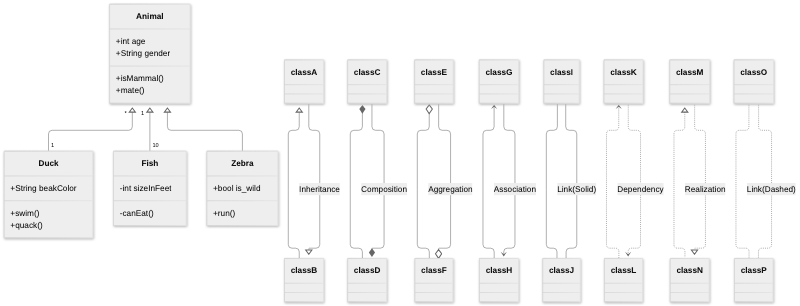 Animal
+int age
+String gender
+isMammal()
+mate()
*
1
1
10
Duck
+String beakColor
+swim()
+quack()
Fish
-int sizeInFeet
-canEat()
Zebra
+bool is_wild
+run()
classA
classC
classE
classG
classI
classK
classM
classO
Inheritance
Composition
Aggregation
Association
Link(Solid)
Dependency
Realization
Link(Dashed)
classB
classD
classF
classH
classJ
classL
classN
classP